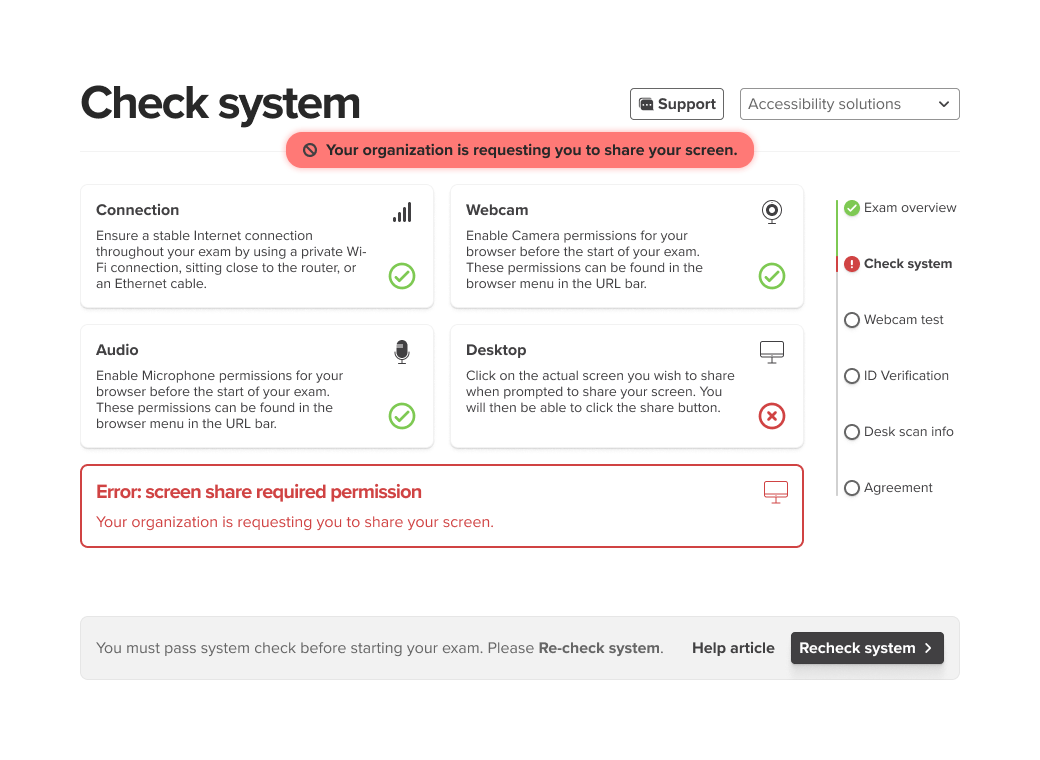 Check system
Support
Accessibility solutions
Your organization is requesting you to share your screen.
Connection
Ensure a stable Internet connection
throughout your exam by using a private Wi-
Fi connection, sitting close to the router, or
an Ethernet cable.
Webcam
Enable Camera permissions for your
browser before the start of your exam.
These permissions can be found in the
browser menu in the URL bar.
Audio
Enable Microphone permissions for your
browser before the start of your exam.
These permissions can be found in the
browser menu in the URL bar.
Desktop
Click on the actual screen you wish to share
when prompted to share your screen. You
will then be able to click the share button.
Error: screen share required permission
Your organization is requesting you to share your screen.
Exam overview
Check system
Webcam test
ID Verification
Desk scan info
Agreement
You must pass system check before starting your exam. Please Re-check system.
Help article
Recheck system